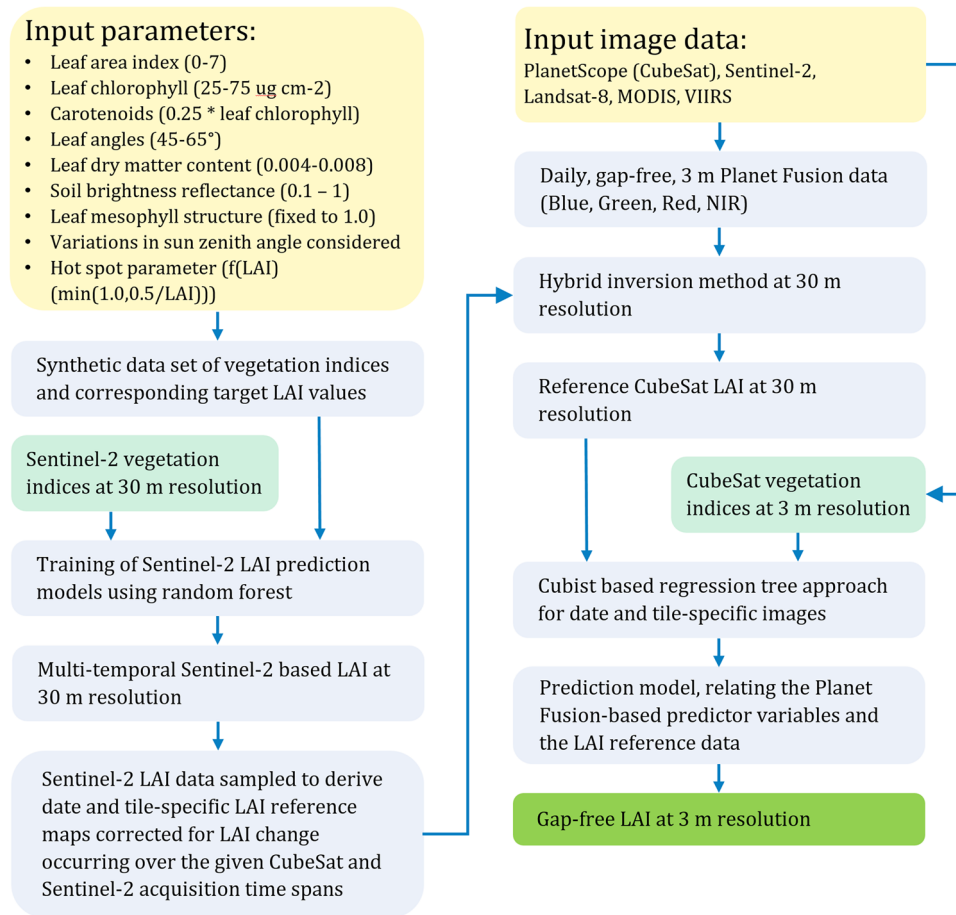 Input parameters:
• Leaf area index (0-7)
• Leaf chlorophyll (25-75 ug cm-2)
• Carotenoids (0.25 * leaf chlorophyll)
• Leaf angles (45-65°)
• Leaf dry matter content (0.004-0.008)
• Soil brightness reflectance (0.1 – 1)
• Leaf mesophyll structure (fixed to 1.0)
• Variations in sun zenith angle considered
• Hot spot parameter (f(LAI)
(min(1.0,0.5/LAI)))
Synthetic data set of vegetation indices
and corresponding target LAI values
Sentinel-2 vegetation
indices at 30 m resolution
Training of Sentinel-2 LAI prediction
models using random forest
Multi-temporal Sentinel-2 based LAI at
30 m resolution
Sentinel-2 LAI data sampled to derive
date and tile-specific LAI reference
maps corrected for LAI change
occurring over the given CubeSat and
Sentinel-2 acquisition time spans
Input image data:
PlanetScope (CubeSat), Sentinel-2,
Landsat-8, MODIS, VIIRS
Daily, gap-free, 3 m Planet Fusion data
(Blue, Green, Red, NIR)
Hybrid inversion method at 30 m
resolution
Reference CubeSat LAI at 30 m
resolution
CubeSat vegetation
indices at 3 m resolution
Cubist based regression tree approach
for date and tile-specific images
Prediction model, relating the Planet
Fusion-based predictor variables and
the LAI reference data
Gap-free LAI at 3 m resolution